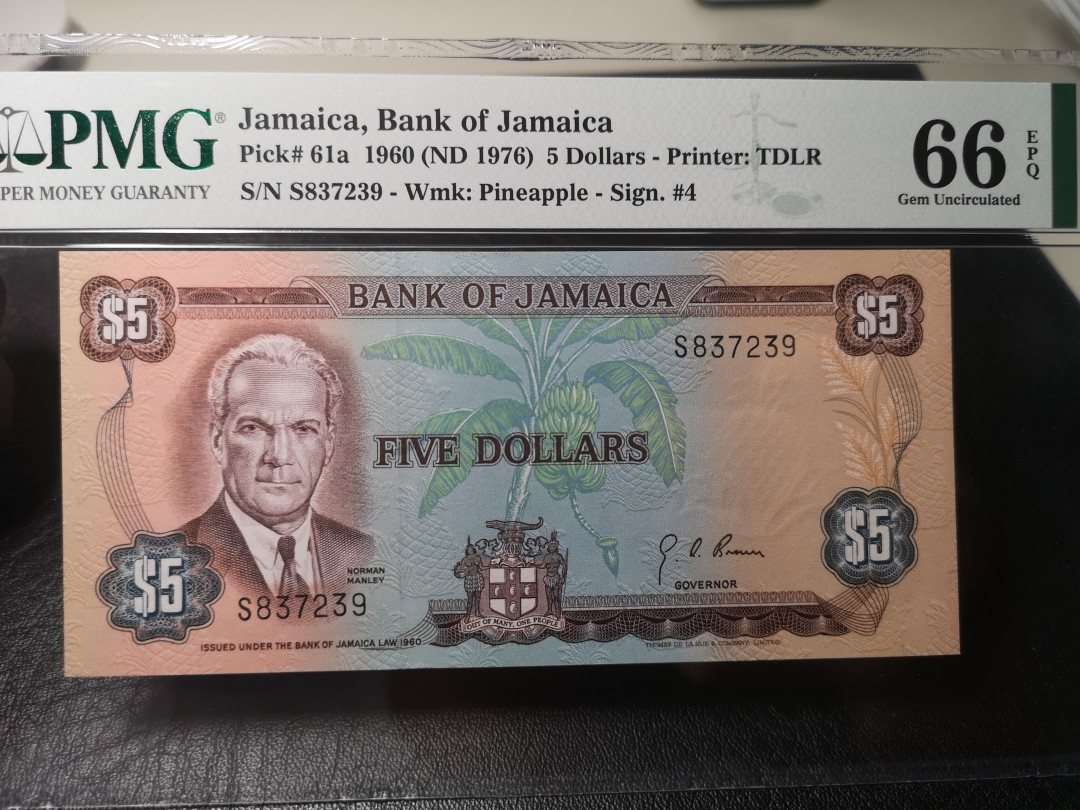 PMG®
PER MONEY GUARANTY
Jamaica, Bank of Jamaica
Pick# 61a 1960 (ND 1976) 5 Dollars - Printer: TDLR
S/N S837239 - Wmk: Pineapple - Sign. #4
66
EPQ
Gem Uncirculated
BANK OF JAMAICA
$5
$5
S837239
FIVE DOLLARS
NORMAN
MANLEY
$5
$5
S837239
G. A. Brown
GOVERNOR
OUT OF MANY, ONE PEOPLE
ISSUED UNDER THE BANK OF JAMAICA LAW 1960
THOMAS DE LA RUE & COMPANY, LIMITED